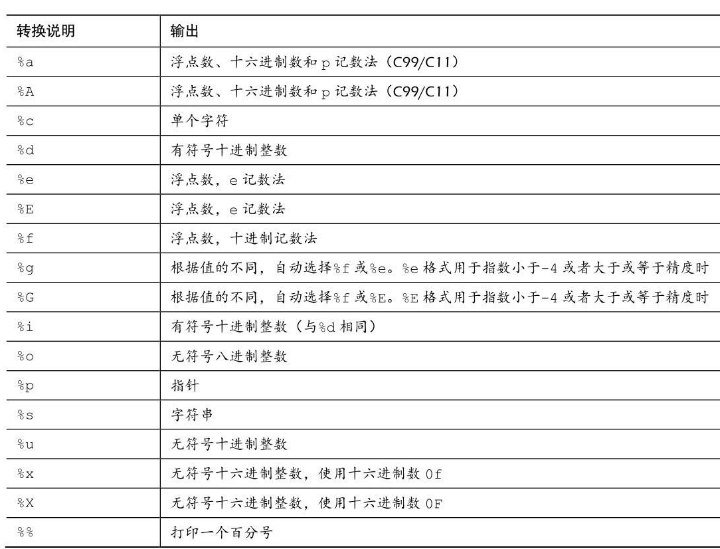 转换说明 输出
%a 浮点数、十六进制数和 p 记数法（C99/C11）
%A 浮点数、十六进制数和 p 记数法（C99/C11）
%c 单个字符
%d 有符号十进制整数
%e 浮点数，e 记数法
%E 浮点数，e 记数法
%f 浮点数，十进制记数法
%g 根据值的不同，自动选择%f 或%e。%e 格式用于指数小于-4 或者大于或等于精度时
%G 根据值的不同，自动选择%f 或%E。%E 格式用于指数小于-4 或者大于或等于精度时
%i 有符号十进制整数（与%d 相同）
%o 无符号八进制整数
%p 指针
%s 字符串
%u 无符号十进制整数
%x 无符号十六进制整数，使用十六进制数 0f
%X 无符号十六进制整数，使用十六进制数 0F
%% 打印一个百分号